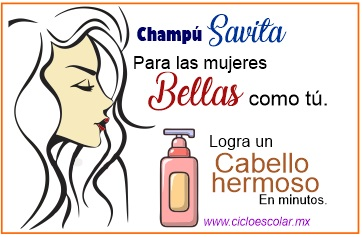 Champú Savita
Para las mujeres
Bellas como tú.
Logra un
Cabello
hermoso
En minutos.
www.cicloescolar.mx